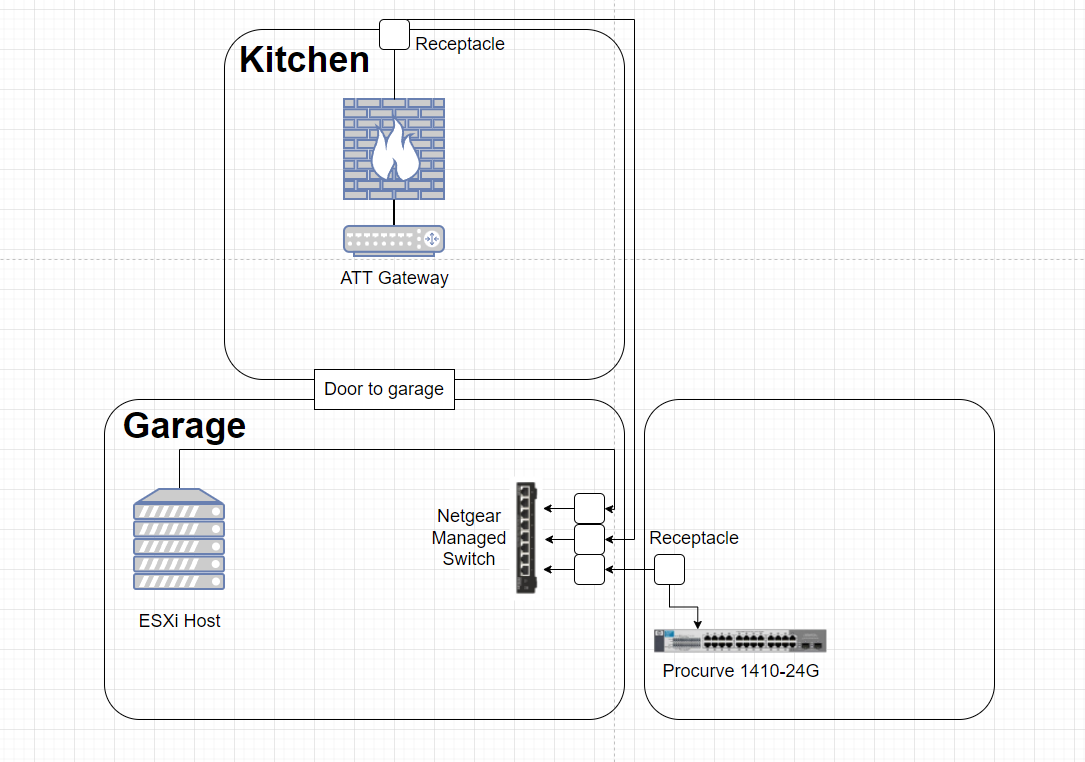 Kitchen
Receptacle
ATT Gateway
Door to garage
Garage
Netgear
Managed
Switch
Receptacle
ESXi Host
Procurve 1410-24G